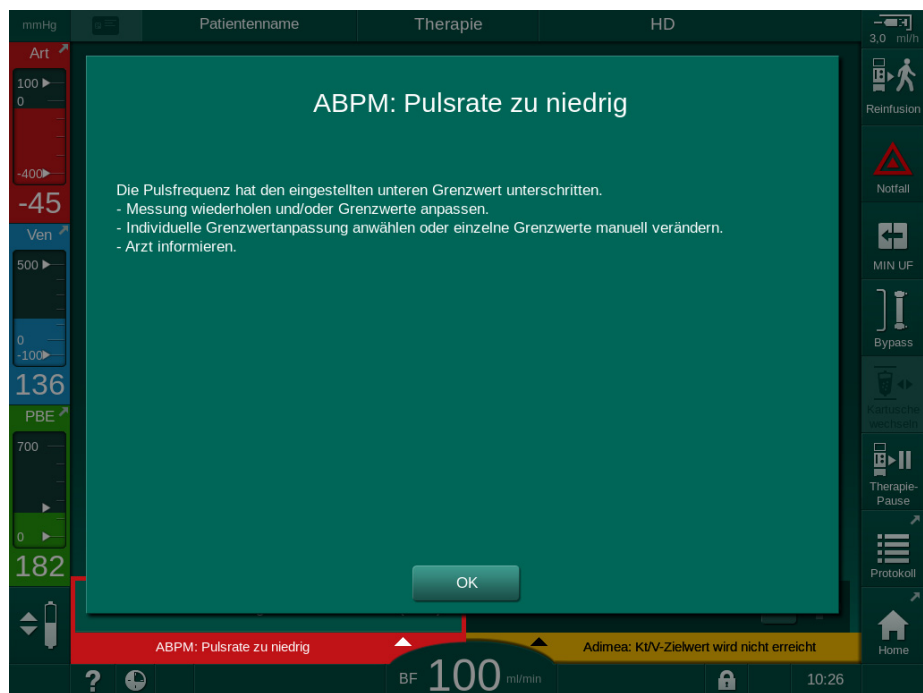 mmHg
Patientenname
Therapie
HD
3,0 ml/h
Art
100
0
-400
-45
Ven
500
0
-100
136
PBE
700
0
182
ABPM: Pulsrate zu niedrig
Die Pulsfrequenz hat den eingestellten unteren Grenzwert unterschritten.
- Messung wiederholen und/oder Grenzwerte anpassen.
- Individuelle Grenzwertanpassung anwählen oder einzelne Grenzwerte manuell verändern.
- Arzt informieren.
OK
Reinfusion
Notfall
MIN UF
Bypass
Kartusche
wechseln
Therapie-
Pause
Protokoll
Home
ABPM: Pulsrate zu niedrig
Adimea: Kt/V-Zielwert wird nicht erreicht
?
BF 100 ml/min
10:26